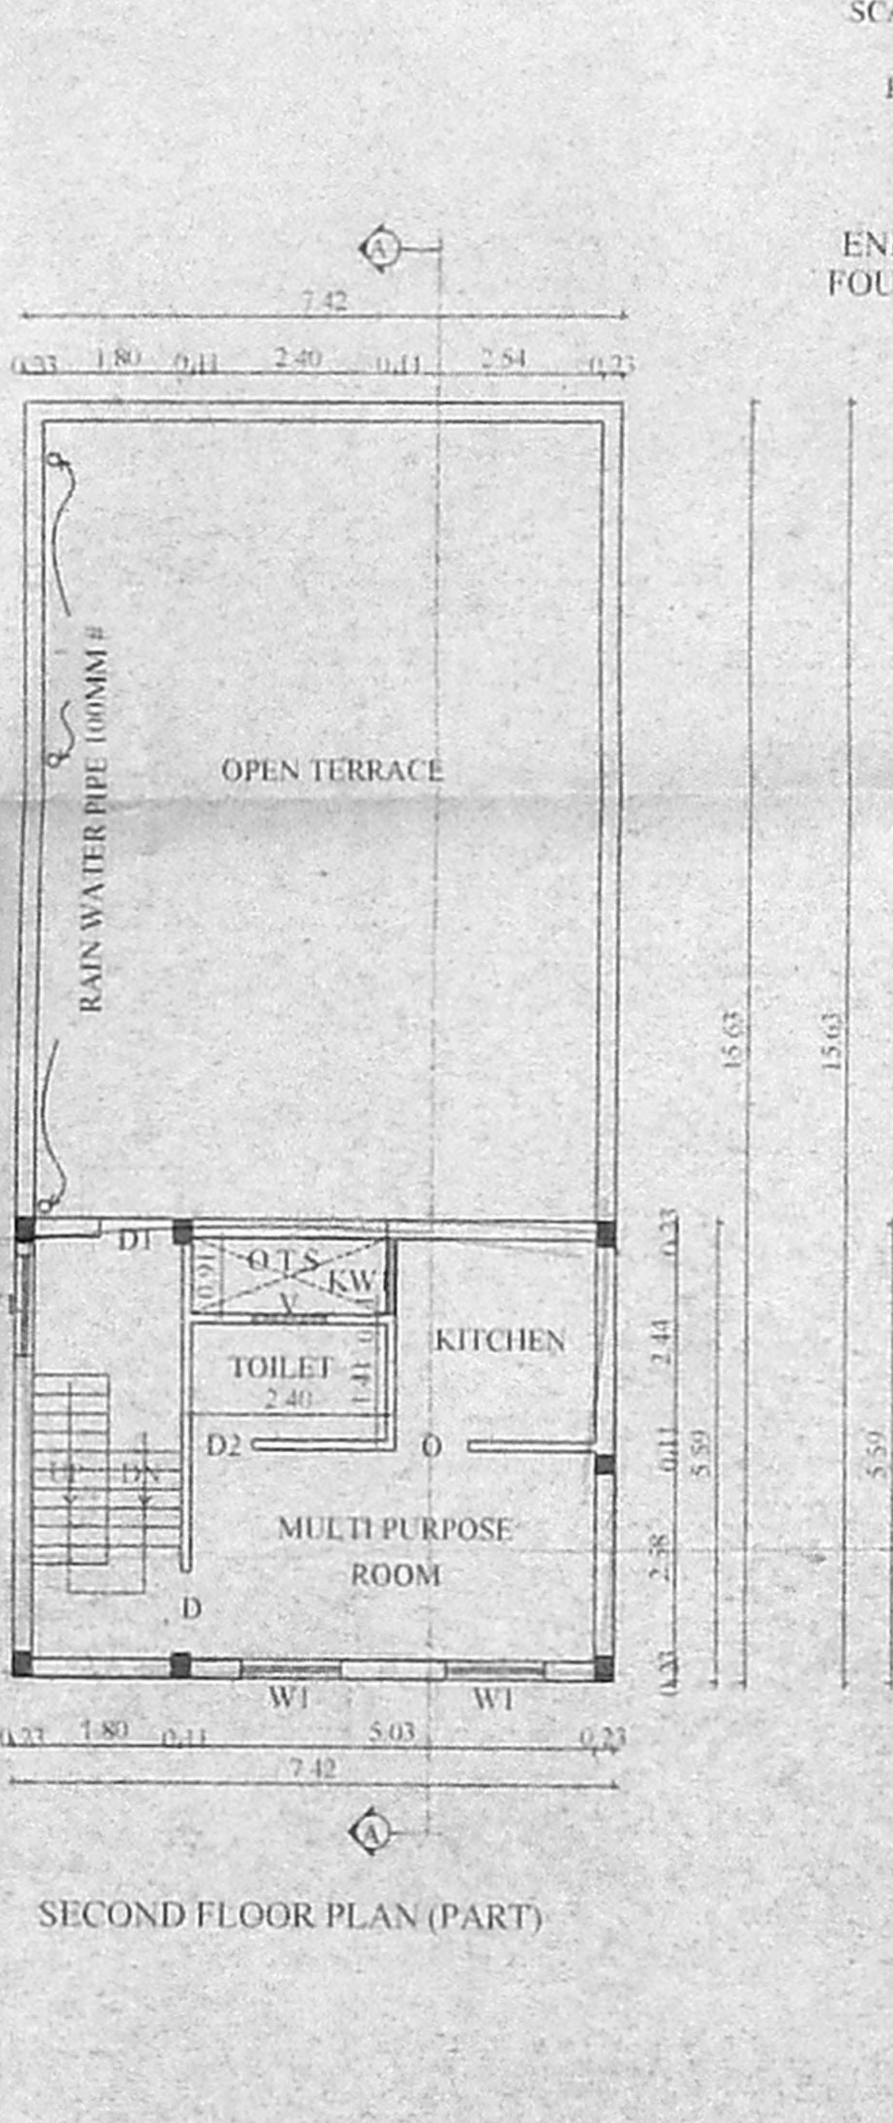 SCA
EN
FOU
A
7.42
0.23 1.80 0.11 2.40 0.11 2.54 0.23
RAIN WATER PIPE 100MM #
OPEN TERRACE
15.63
15.63
D1
O.T.S
0.91
KW
V
KITCHEN
TOILET
2.40
1.41
D2
O
0.23
2.44
0.11
2.58
0.23
5.59
5.59
UP DN
MULTI PURPOSE
ROOM
D
W1 W1
0.23 1.80 0.11 5.03 0.23
7.42
A
SECOND FLOOR PLAN (PART)